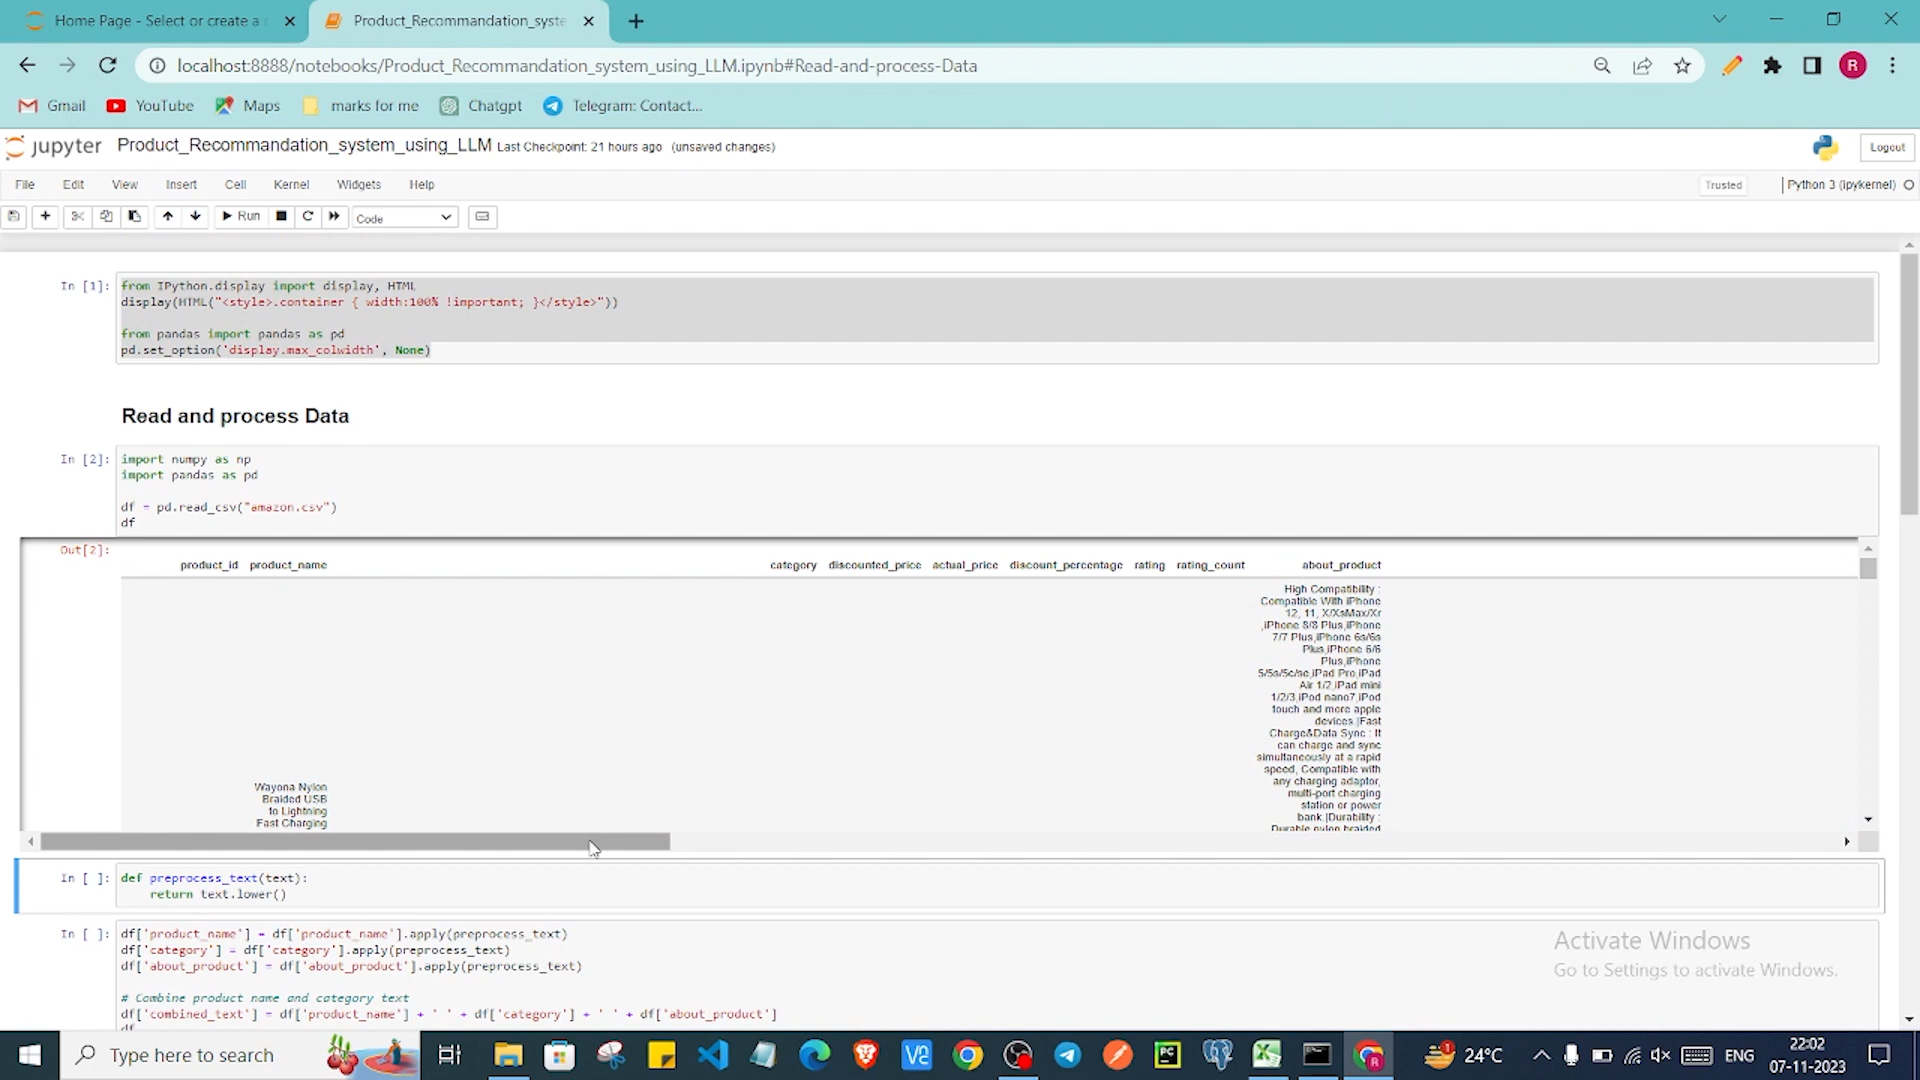 Home Page - Select or create a
Product_Recommandation_syste
localhost:8888/notebooks/Product_Recommandation_system_using_LLM.ipynb#Read-and-process-Data
R
Gmail
YouTube
Maps
marks for me
Chatgpt
Telegram: Contact...
jupyter Product_Recommandation_system_using_LLM Last Checkpoint: 21 hours ago (unsaved changes)
Logout
File Edit View Insert Cell Kernel Widgets Help
Trusted
Python 3 (ipykernel)
Run
Code
In [1]:
from IPython.display import display, HTML
display(HTML("<style>.container { width:100% !important; }</style>"))
from pandas import pandas as pd
pd.set_option('display.max_colwidth', None)
Read and process Data
In [2]:
import numpy as np
import pandas as pd
df = pd.read_csv("amazon.csv")
df
Out[2]:
product_id product_name category discounted_price actual_price discount_percentage rating rating_count about_product
High Compatibility :
Compatible With iPhone
12, 11, X/XsMax/Xr
,iPhone 8/8 Plus,iPhone
7/7 Plus,iPhone 6s/6s
Plus,iPhone 6/6
Plus,iPhone
5/5s/5c/se,iPad Pro,iPad
Air 1/2,iPad mini
1/2/3,iPod nano7,iPod
touch and more apple
devices.|Fast
Charge&Data Sync : It
can charge and sync
simultaneously at a rapid
speed, Compatible with
any charging adaptor,
multi-port charging
station or power
bank.|Durability :
Durable nylon braided
Wayona Nylon
Braided USB
to Lightning
Fast Charging
In [ ]:
def preprocess_text(text):
return text.lower()
In [ ]:
df['product_name'] = df['product_name'].apply(preprocess_text)
df['category'] = df['category'].apply(preprocess_text)
df['about_product'] = df['about_product'].apply(preprocess_text)
# Combine product name and category text
df['combined_text'] = df['product_name'] + ' ' + df['category'] + ' ' + df['about_product']
df
Activate Windows
Go to Settings to activate Windows.
Type here to search
24°C
ENG
22:02
07-11-2023